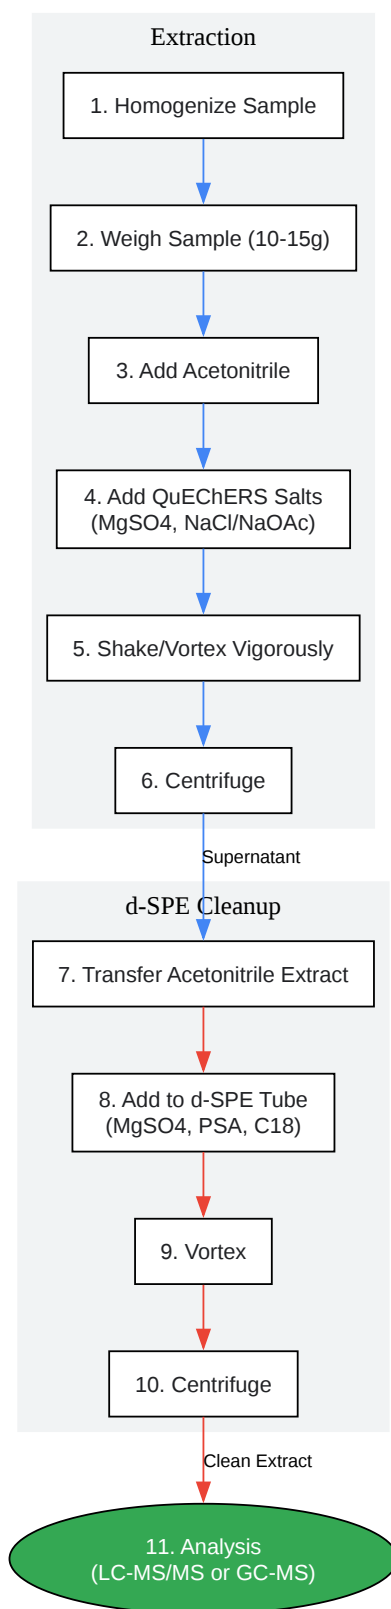 Extraction
1. Homogenize Sample
2. Weigh Sample (10-15g)
3. Add Acetonitrile
4. Add QuEChERS Salts
(MgSO4, NaCl/NaOAc)
5. Shake/Vortex Vigorously
6. Centrifuge
Supernatant
d-SPE Cleanup
7. Transfer Acetonitrile Extract
8. Add to d-SPE Tube
(MgSO4, PSA, C18)
9. Vortex
10. Centrifuge
Clean Extract
11. Analysis
(LC-MS/MS or GC-MS)